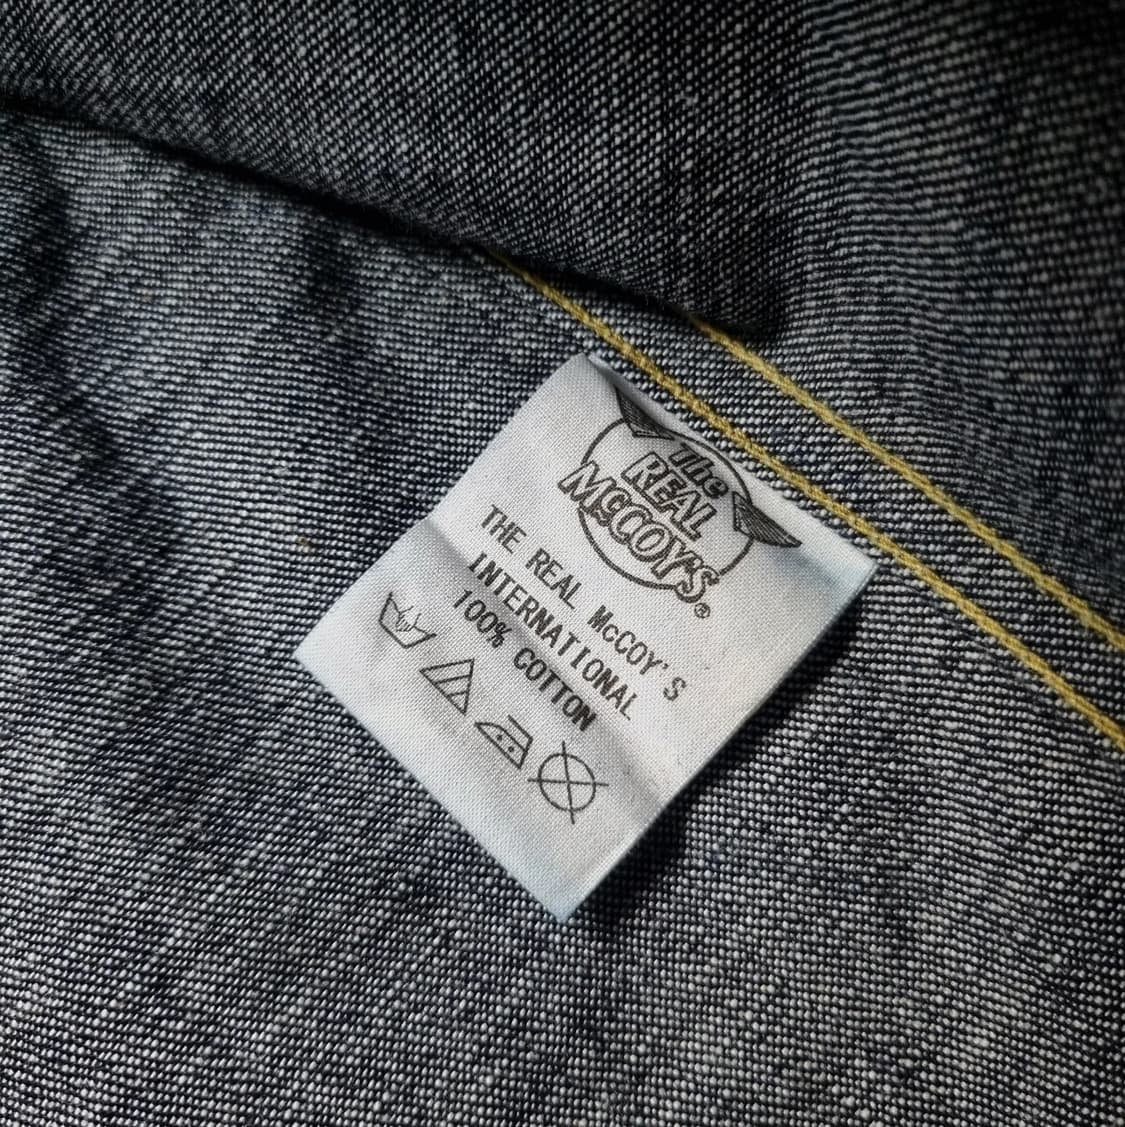 The
REAL
McCOY'S®
THE REAL McCOY'S
INTERNATIONAL
100% COTTON